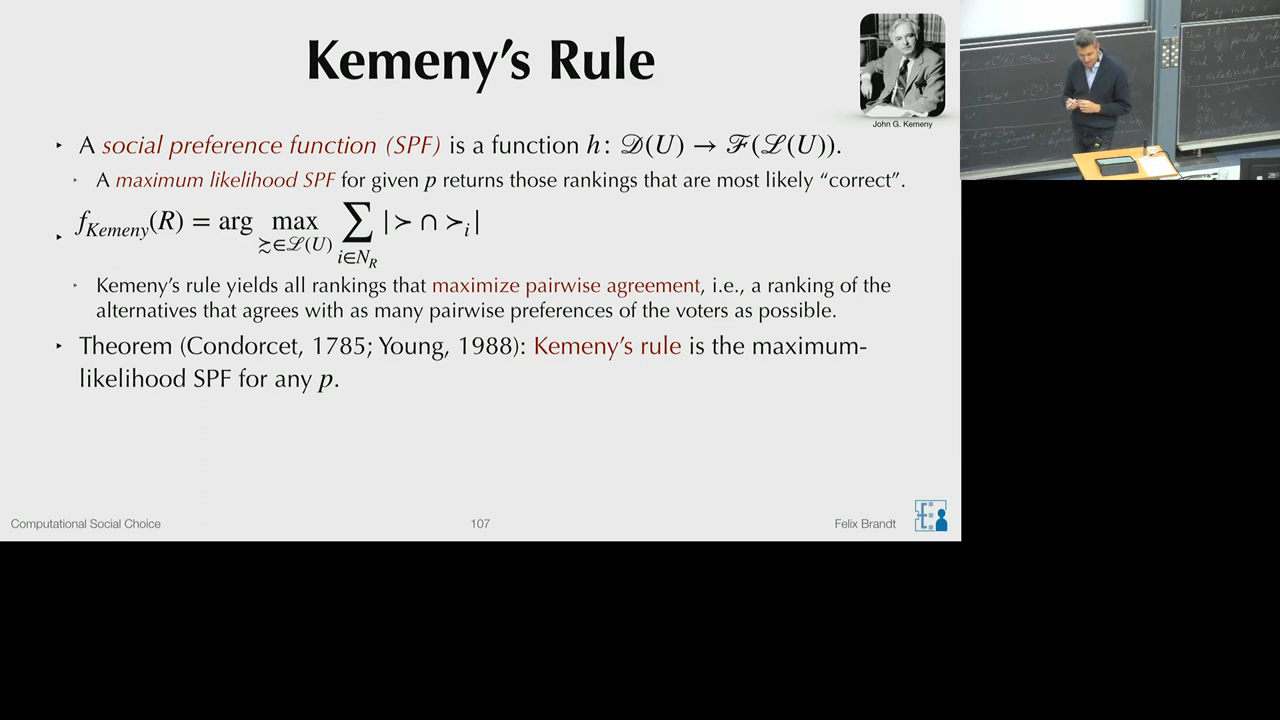 Kemeny's Rule
John G. Kemeny
‣ A social preference function (SPF) is a function h: 𝒟(U) → ℱ(ℒ(U)).
‣ A maximum likelihood SPF for given p returns those rankings that are most likely “correct”.
‣ f_Kemeny(R) = arg max_{≿∈ℒ(U)} ∑_{i∈N_R} |≻ ∩ ≻_i|
‣ Kemeny's rule yields all rankings that maximize pairwise agreement, i.e., a ranking of the
alternatives that agrees with as many pairwise preferences of the voters as possible.
‣ Theorem (Condorcet, 1785; Young, 1988): Kemeny's rule is the maximum-
likelihood SPF for any p.
Computational Social Choice
107
Felix Brandt